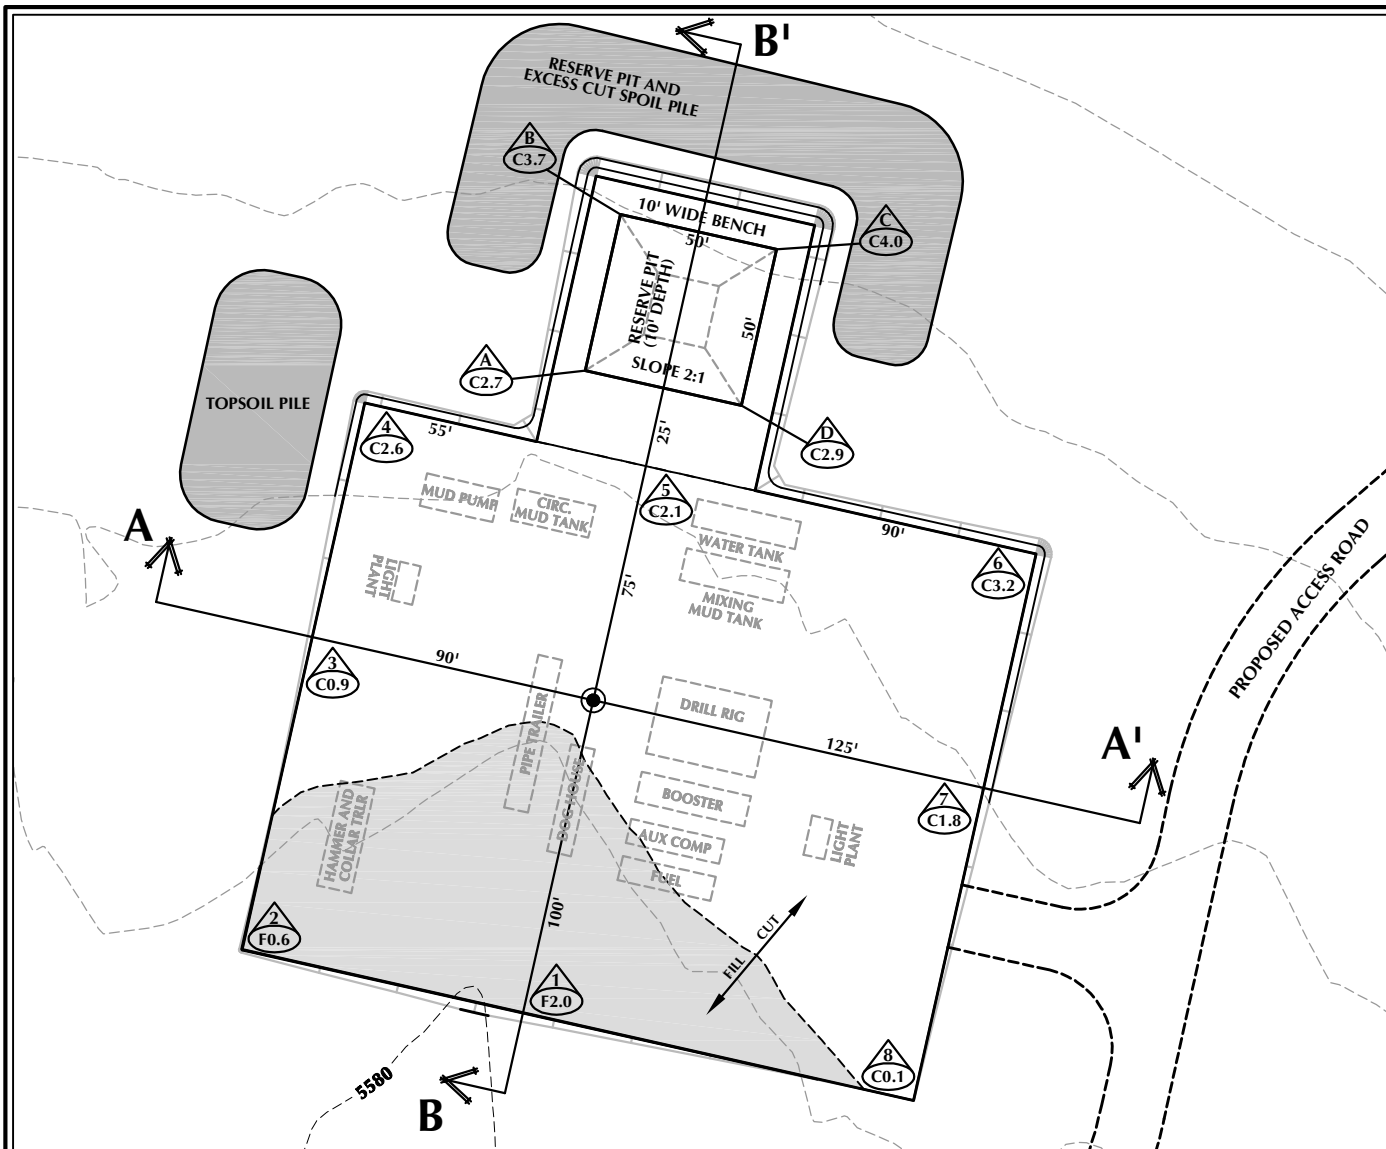 B'
RESERVE PIT AND
EXCESS CUT SPOIL PILE
B
C3.7
10' WIDE BENCH
50'
C
C4.0
RESERVE PIT
(10' DEPTH)
50'
SLOPE 2:1
A
C2.7
TOPSOIL PILE
4
C2.6
55'
25'
D
C2.9
MUD PUMP
CIRC.
MUD TANK
5
C2.1
WATER TANK
90'
A
LIGHT
PLANT
75'
MIXING
MUD TANK
6
C3.2
PROPOSED ACCESS ROAD
3
C0.9
90'
PIPE TRAILER
DRILL RIG
125'
A'
HAMMER AND
COLLAR TRLR
DOG HOUSE
BOOSTER
AUX COMP
FUEL
LIGHT
PLANT
7
C1.8
2
F0.6
100'
CUT
FILL
1
F2.0
8
C0.1
5580
B